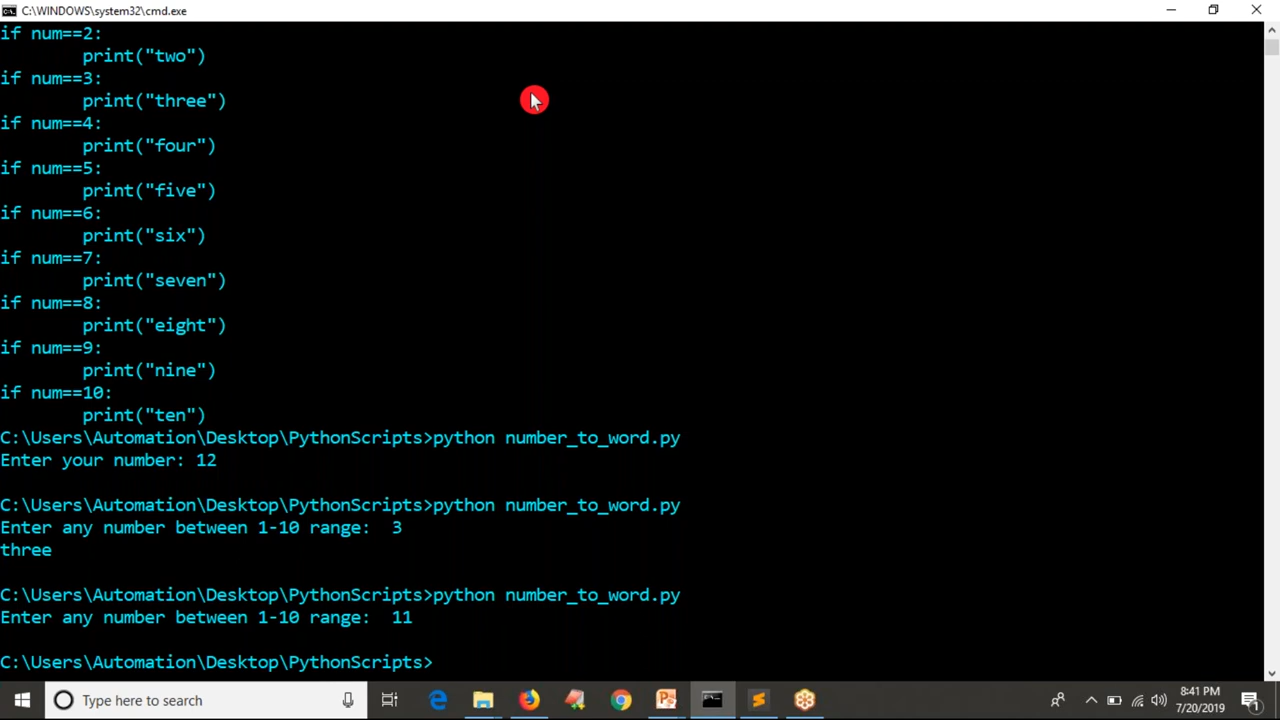 C:\WINDOWS\system32\cmd.exe
if num==2:
        print("two")
if num==3:
        print("three")
if num==4:
        print("four")
if num==5:
        print("five")
if num==6:
        print("six")
if num==7:
        print("seven")
if num==8:
        print("eight")
if num==9:
        print("nine")
if num==10:
        print("ten")
C:\Users\Automation\Desktop\PythonScripts>python number_to_word.py
Enter your number: 12
C:\Users\Automation\Desktop\PythonScripts>python number_to_word.py
Enter any number between 1-10 range:  3
three
C:\Users\Automation\Desktop\PythonScripts>python number_to_word.py
Enter any number between 1-10 range:  11
C:\Users\Automation\Desktop\PythonScripts>
Type here to search
8:41 PM
7/20/2019
1